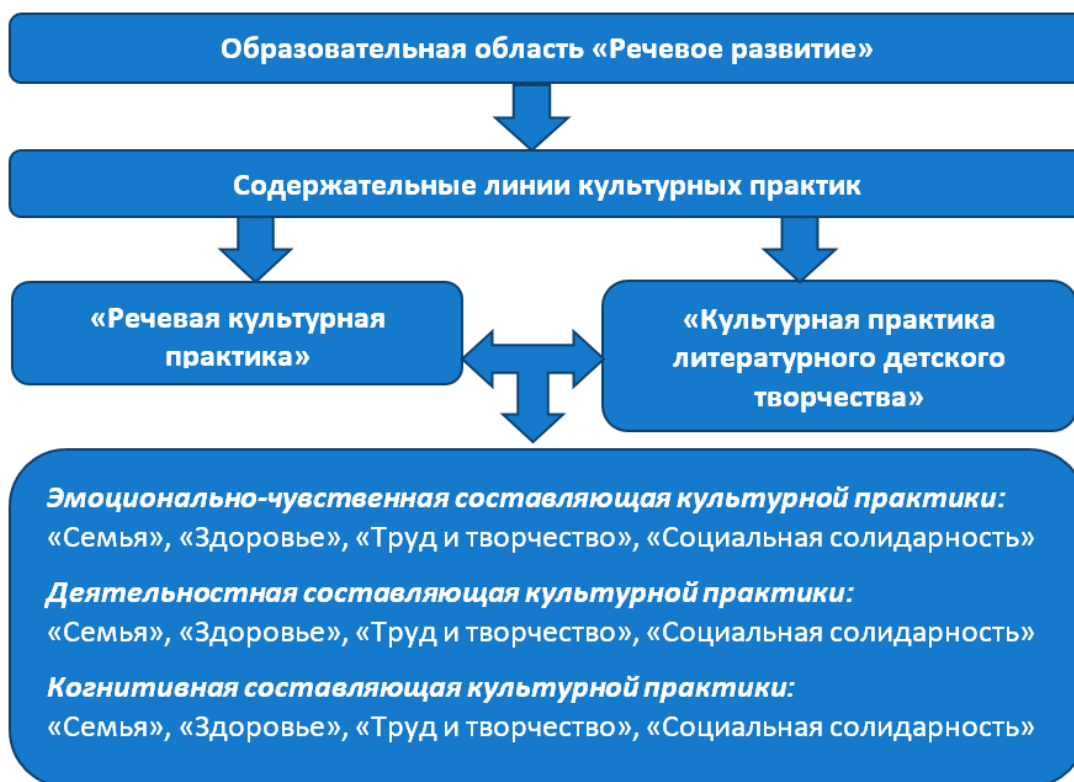 Образовательная область «Речевое развитие»
Содержательные линии культурных практик
«Речевая культурная
практика»
«Культурная практика
литературного детского
творчества»
Эмоционально-чувственная составляющая культурной практики:
«Семья», «Здоровье», «Труд и творчество», «Социальная солидарность»
Деятельностная составляющая культурной практики:
«Семья», «Здоровье», «Труд и творчество», «Социальная солидарность»
Когнитивная составляющая культурной практики:
«Семья», «Здоровье», «Труд и творчество», «Социальная солидарность»